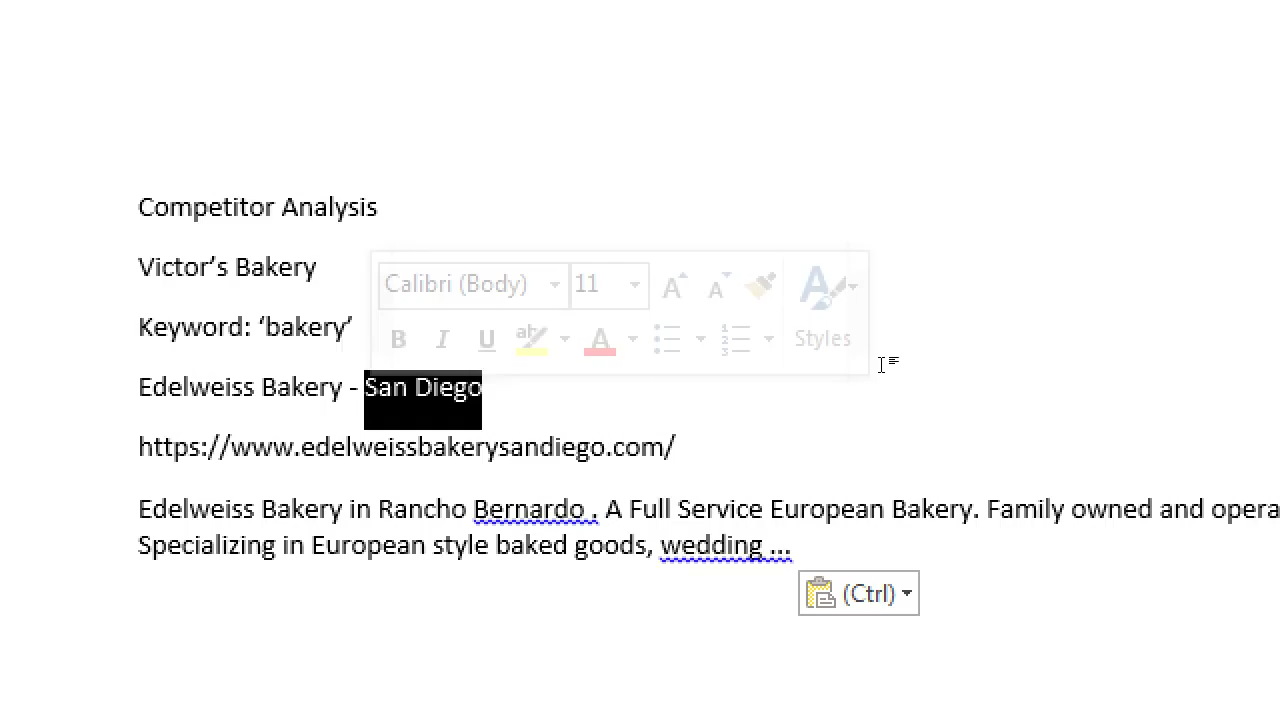 Competitor Analysis
Victor’s Bakery
Calibri (Body) 11 A A A
Keyword: ‘bakery’
B I U ab A Styles
Edelweiss Bakery - San Diego
https://www.edelweissbakerysandiego.com/
Edelweiss Bakery in Rancho Bernardo . A Full Service European Bakery. Family owned and opera
Specializing in European style baked goods, wedding ...
(Ctrl)